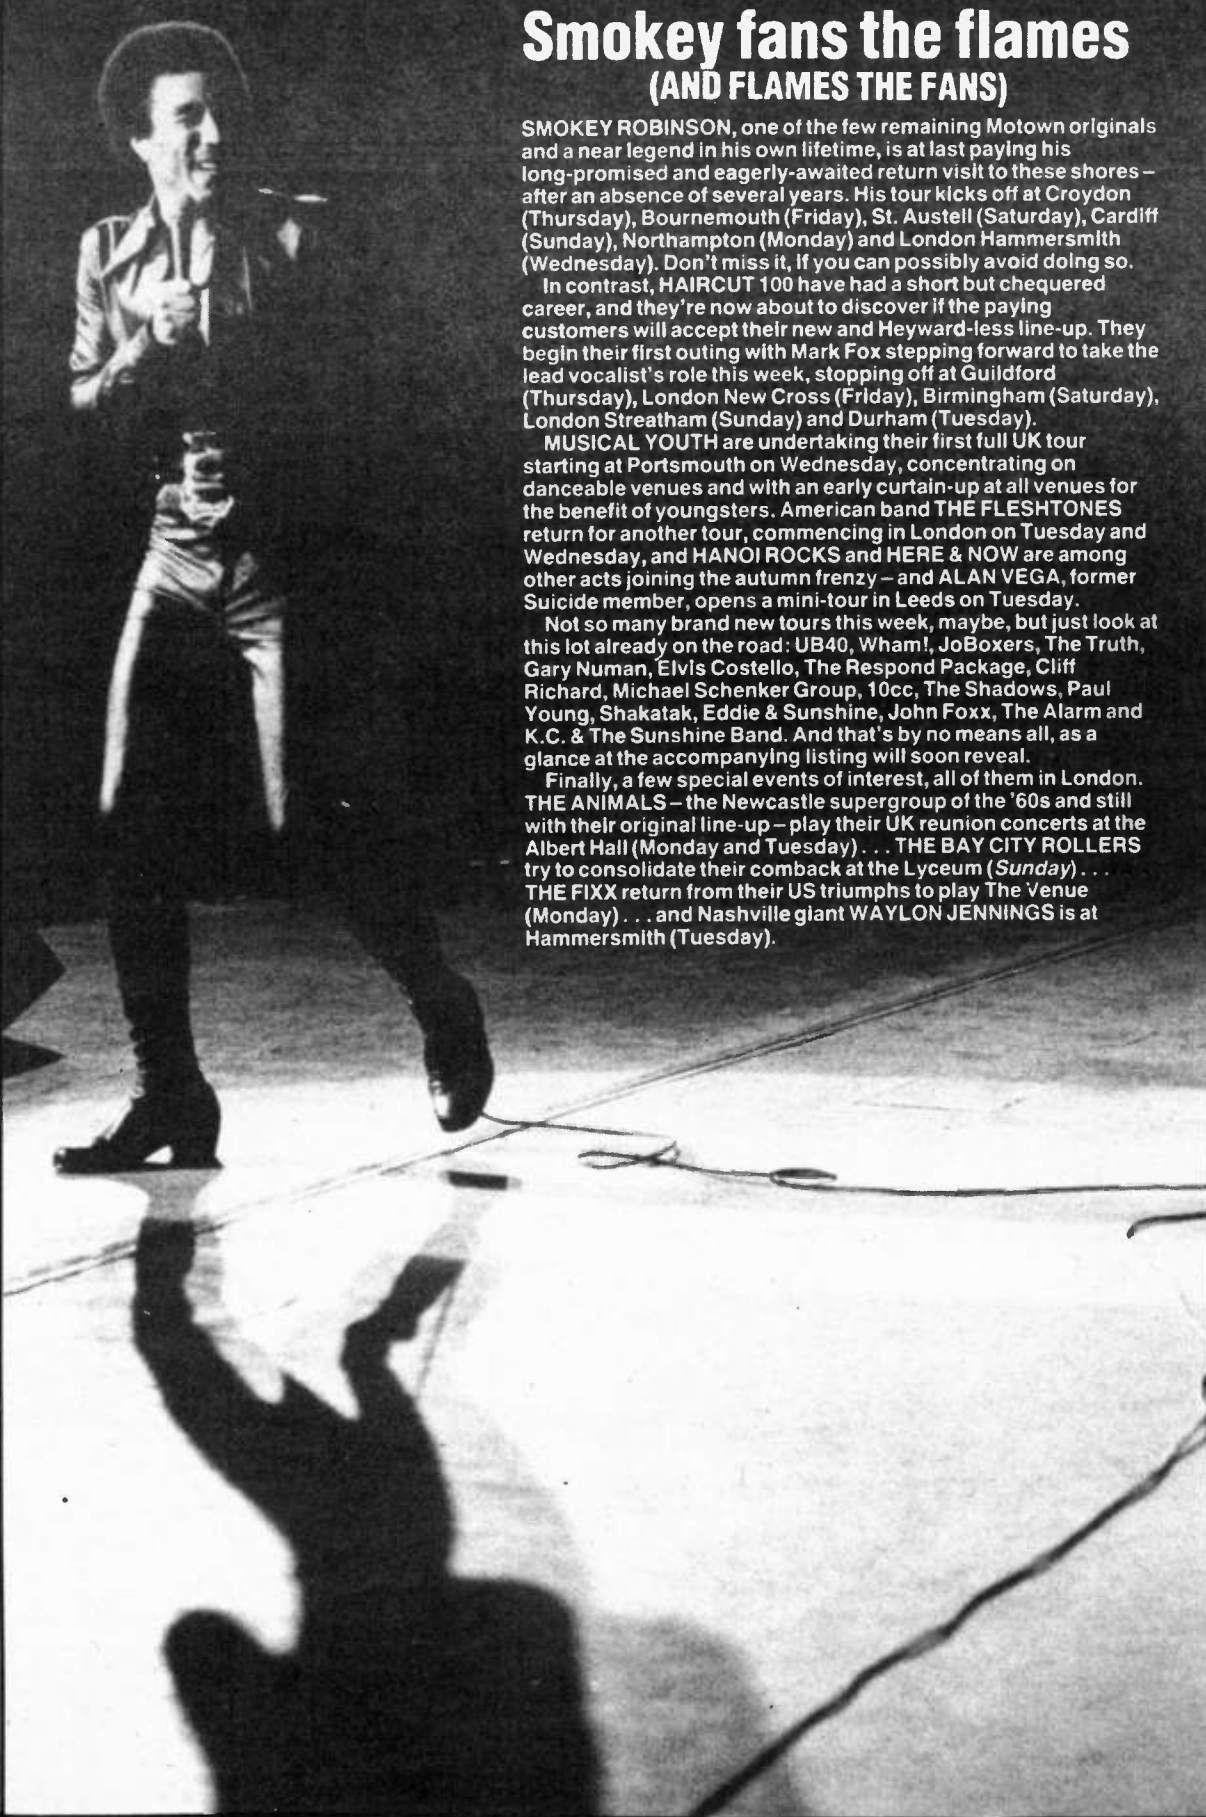 Smokey fans the flames
(AND FLAMES THE FANS)
SMOKEY ROBINSON, one of the few remaining Motown originals
and a near legend in his own lifetime, is at last paying his
long-promised and eagerly-awaited return visit to these shores –
after an absence of several years. His tour kicks off at Croydon
(Thursday), Bournemouth (Friday), St. Austell (Saturday), Cardiff
(Sunday), Northampton (Monday) and London Hammersmith
(Wednesday). Don't miss it, if you can possibly avoid doing so.
In contrast, HAIRCUT 100 have had a short but chequered
career, and they're now about to discover if the paying
customers will accept their new and Heyward-less line-up. They
begin their first outing with Mark Fox stepping forward to take the
lead vocalist's role this week, stopping off at Guildford
(Thursday), London New Cross (Friday), Birmingham (Saturday),
London Streatham (Sunday) and Durham (Tuesday).
MUSICAL YOUTH are undertaking their first full UK tour
starting at Portsmouth on Wednesday, concentrating on
danceable venues and with an early curtain-up at all venues for
the benefit of youngsters. American band THE FLESHTONES
return for another tour, commencing in London on Tuesday and
Wednesday, and HANOI ROCKS and HERE & NOW are among
other acts joining the autumn frenzy – and ALAN VEGA, former
Suicide member, opens a mini-tour in Leeds on Tuesday.
Not so many brand new tours this week, maybe, but just look at
this lot already on the road: UB40, Wham!, JoBoxers, The Truth,
Gary Numan, Elvis Costello, The Respond Package, Cliff
Richard, Michael Schenker Group, 10cc, The Shadows, Paul
Young, Shakatak, Eddie & Sunshine, John Foxx, The Alarm and
K.C. & The Sunshine Band. And that's by no means all, as a
glance at the accompanying listing will soon reveal.
Finally, a few special events of interest, all of them in London.
THE ANIMALS – the Newcastle supergroup of the '60s and still
with their original line-up – play their UK reunion concerts at the
Albert Hall (Monday and Tuesday) . . . THE BAY CITY ROLLERS
try to consolidate their comback at the Lyceum (Sunday) . . .
THE FIXX return from their US triumphs to play The Venue
(Monday) . . . and Nashville giant WAYLON JENNINGS is at
Hammersmith (Tuesday).